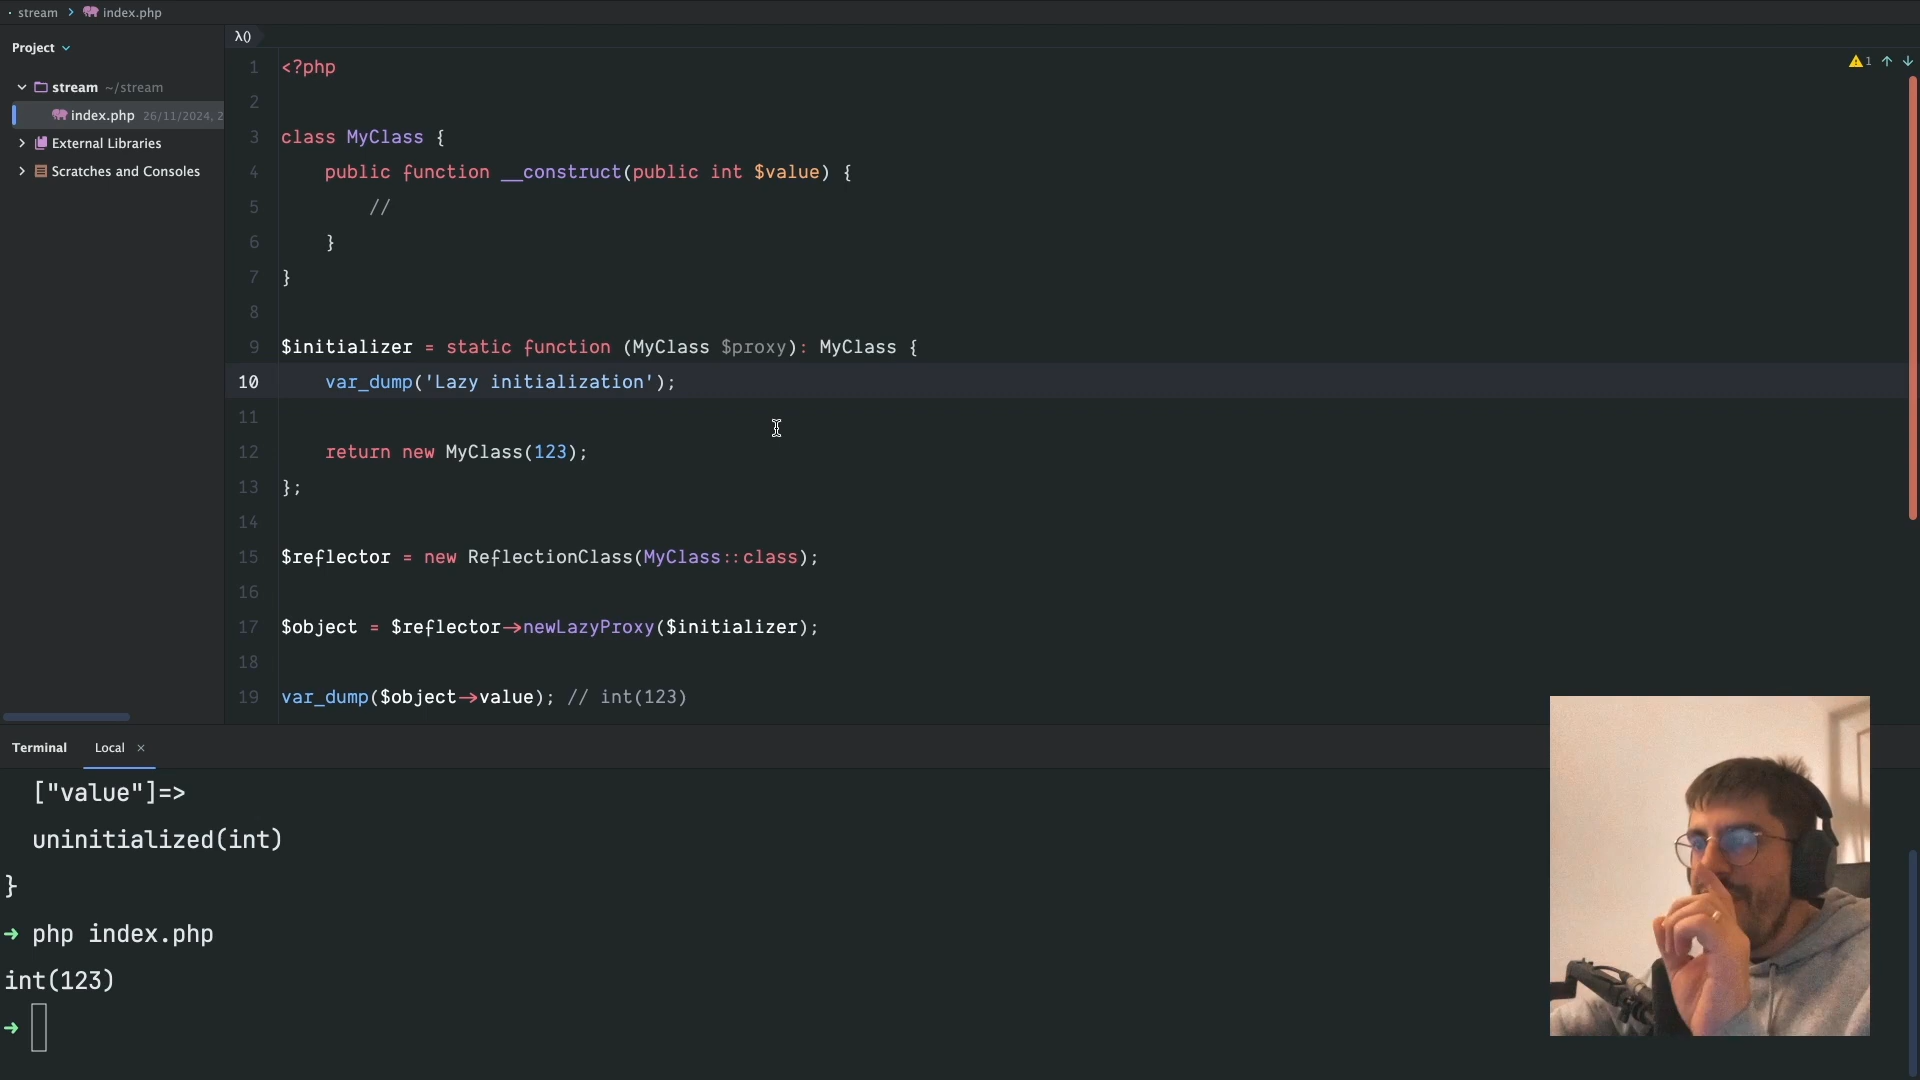 stream > index.php
Project
λ()
stream ~/stream
index.php 26/11/2024, 2
External Libraries
Scratches and Consoles
1
1 <?php
2
3 class MyClass {
4     public function __construct(public int $value) {
5         //
6     }
7 }
8
9 $initializer = static function (MyClass $proxy): MyClass {
10     var_dump('Lazy initialization');
11
12     return new MyClass(123);
13 };
14
15 $reflector = new ReflectionClass(MyClass::class);
16
17 $object = $reflector->newLazyProxy($initializer);
18
19 var_dump($object->value); // int(123)
Terminal Local ×
["value"]=>
uninitialized(int)
}
➜ php index.php
int(123)
➜